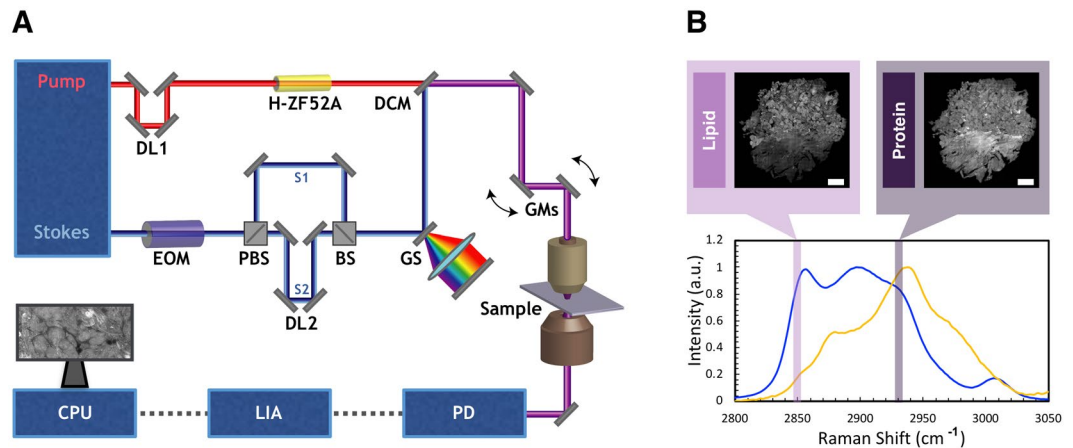 A
Pump
DL1
H-ZF52A
DCM
S1
GMs
Stokes
EOM
PBS
BS
GS
S2
DL2
Sample
CPU
LIA
PD
B
Lipid
Protein
1.2
1
0.8
0.6
0.4
0.2
0
Intensity (a.u.)
2800 2850 2900 2950 3000 3050
Raman Shift (cm -1)